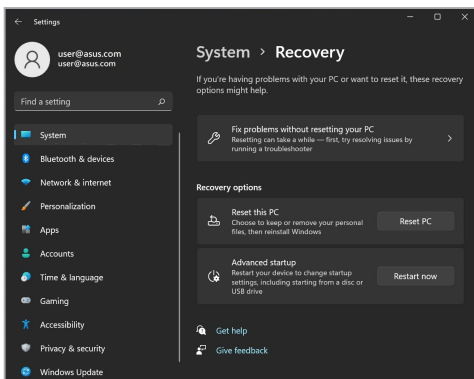 Settings
user@asus.com
user@asus.com
Find a setting
System
Bluetooth & devices
Network & internet
Personalization
Apps
Accounts
Time & language
Gaming
Accessibility
Privacy & security
Windows Update
System > Recovery
If you're having problems with your PC or want to reset it, these recovery
options might help.
Fix problems without resetting your PC
Resetting can take a while — first, try resolving issues by
running a troubleshooter
Recovery options
Reset this PC
Choose to keep or remove your personal
files, then reinstall Windows
Reset PC
Advanced startup
Restart your device to change startup
settings, including starting from a disc or
USB drive
Restart now
Get help
Give feedback